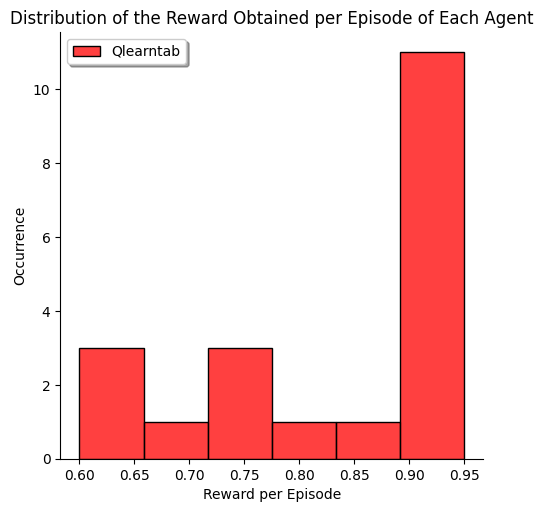 Distribution of the Reward Obtained per Episode of Each Agent
Qlearntab
10
8
6
4
2
0
Occurrence
0.60 0.65 0.70 0.75 0.80 0.85 0.90 0.95
Reward per Episode